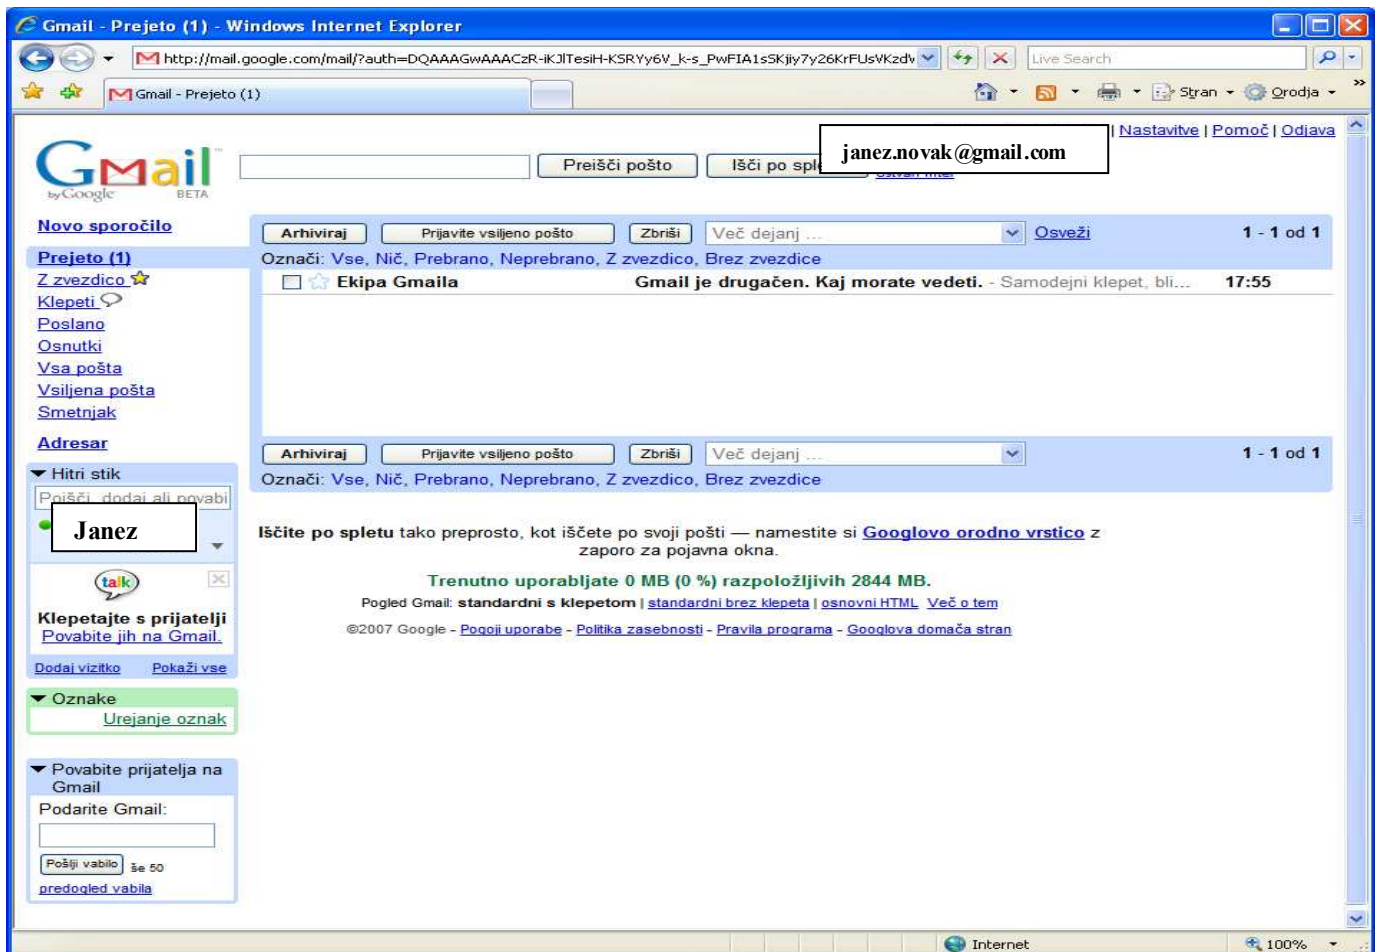 Gmail - Prejeto (1) - Windows Internet Explorer
http://mail.google.com/mail/?auth=DQAAAGwAAACzR-iKJlTesiH-KSRYy6V_k-s_PwFIA1sSKjiy7y26KrFUsVKzdv
Live Search
Gmail - Prejeto (1)
Stran
Orodja
janez.novak@gmail.com
| Nastavitve | Pomoč | Odjava
Gmail
by Google BETA
Preišči pošto
Išči po
Novo sporočilo
Prejeto (1)
Z zvezdico
Klepeti
Poslano
Osnutki
Vsa pošta
Vsiljena pošta
Smetnjak
Adresar
Arhiviraj Prijavite vsiljeno pošto Zbriši Več dejanj ... Osveži 1 - 1 od 1
Označi: Vse, Nič, Prebrano, Neprebrano, Z zvezdico, Brez zvezdice
Ekipa Gmaila Gmail je drugačen. Kaj morate vedeti. - Samodejni klepet, bli... 17:55
Arhiviraj Prijavite vsiljeno pošto Zbriši Več dejanj ... 1 - 1 od 1
Označi: Vse, Nič, Prebrano, Neprebrano, Z zvezdico, Brez zvezdice
Hitri stik
Poišči, dodaj ali povabi
Janez
talk
Klepetajte s prijatelji
Povabite jih na Gmail.
Dodaj vizitko Pokaži vse
Oznake
Urejanje oznak
Povabite prijatelja na
Gmail
Podarite Gmail:
Pošlji vabilo še 50
predogled vabila
Iščite po spletu tako preprosto, kot iščete po svoji pošti — namestite si Googlovo orodno vrstico z
zaporo za pojavna okna.
Trenutno uporabljate 0 MB (0 %) razpoložljivih 2844 MB.
Pogled Gmail: standardni s klepetom | standardni brez klepeta | osnovni HTML Več o tem
©2007 Google - Pogoji uporabe - Politika zasebnosti - Pravila programa - Googlova domača stran
Internet
100%